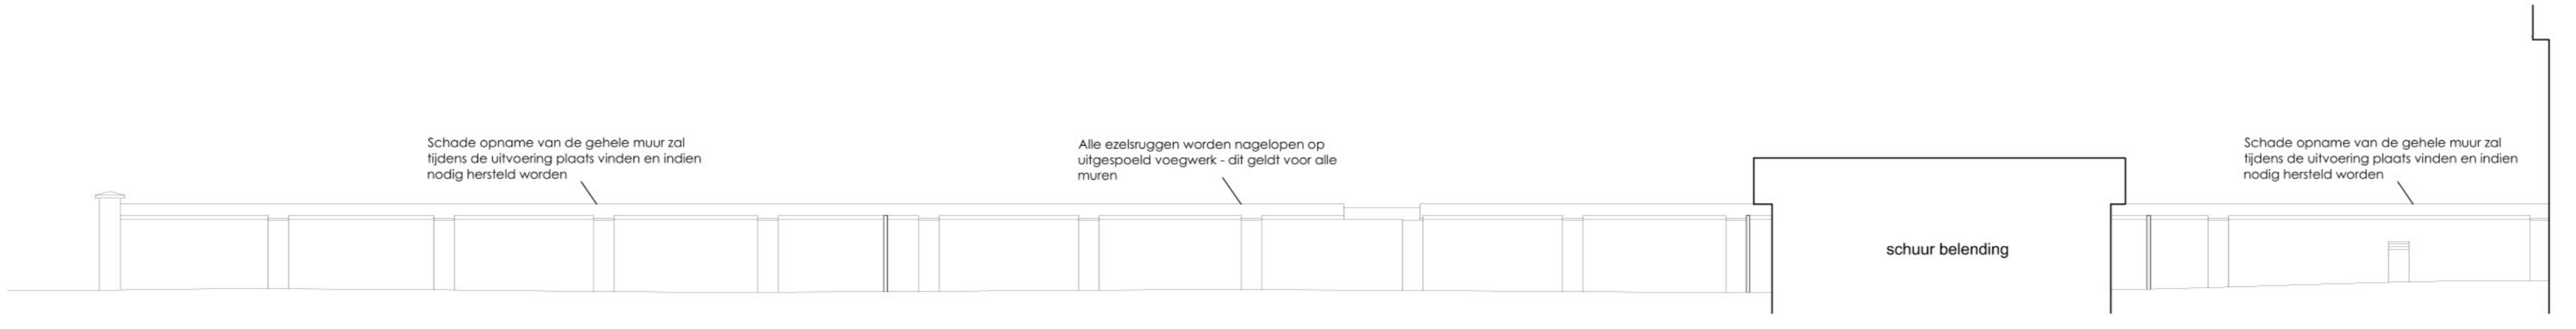 Schade opname van de gehele muur zal
tijdens de uitvoering plaats vinden en indien
nodig hersteld worden
Alle ezelsruggen worden nagelopen op
uitgespoeld voegwerk - dit geldt voor alle
muren
schuur belending
Schade opname van de gehele muur zal
tijdens de uitvoering plaats vinden en indien
nodig hersteld worden